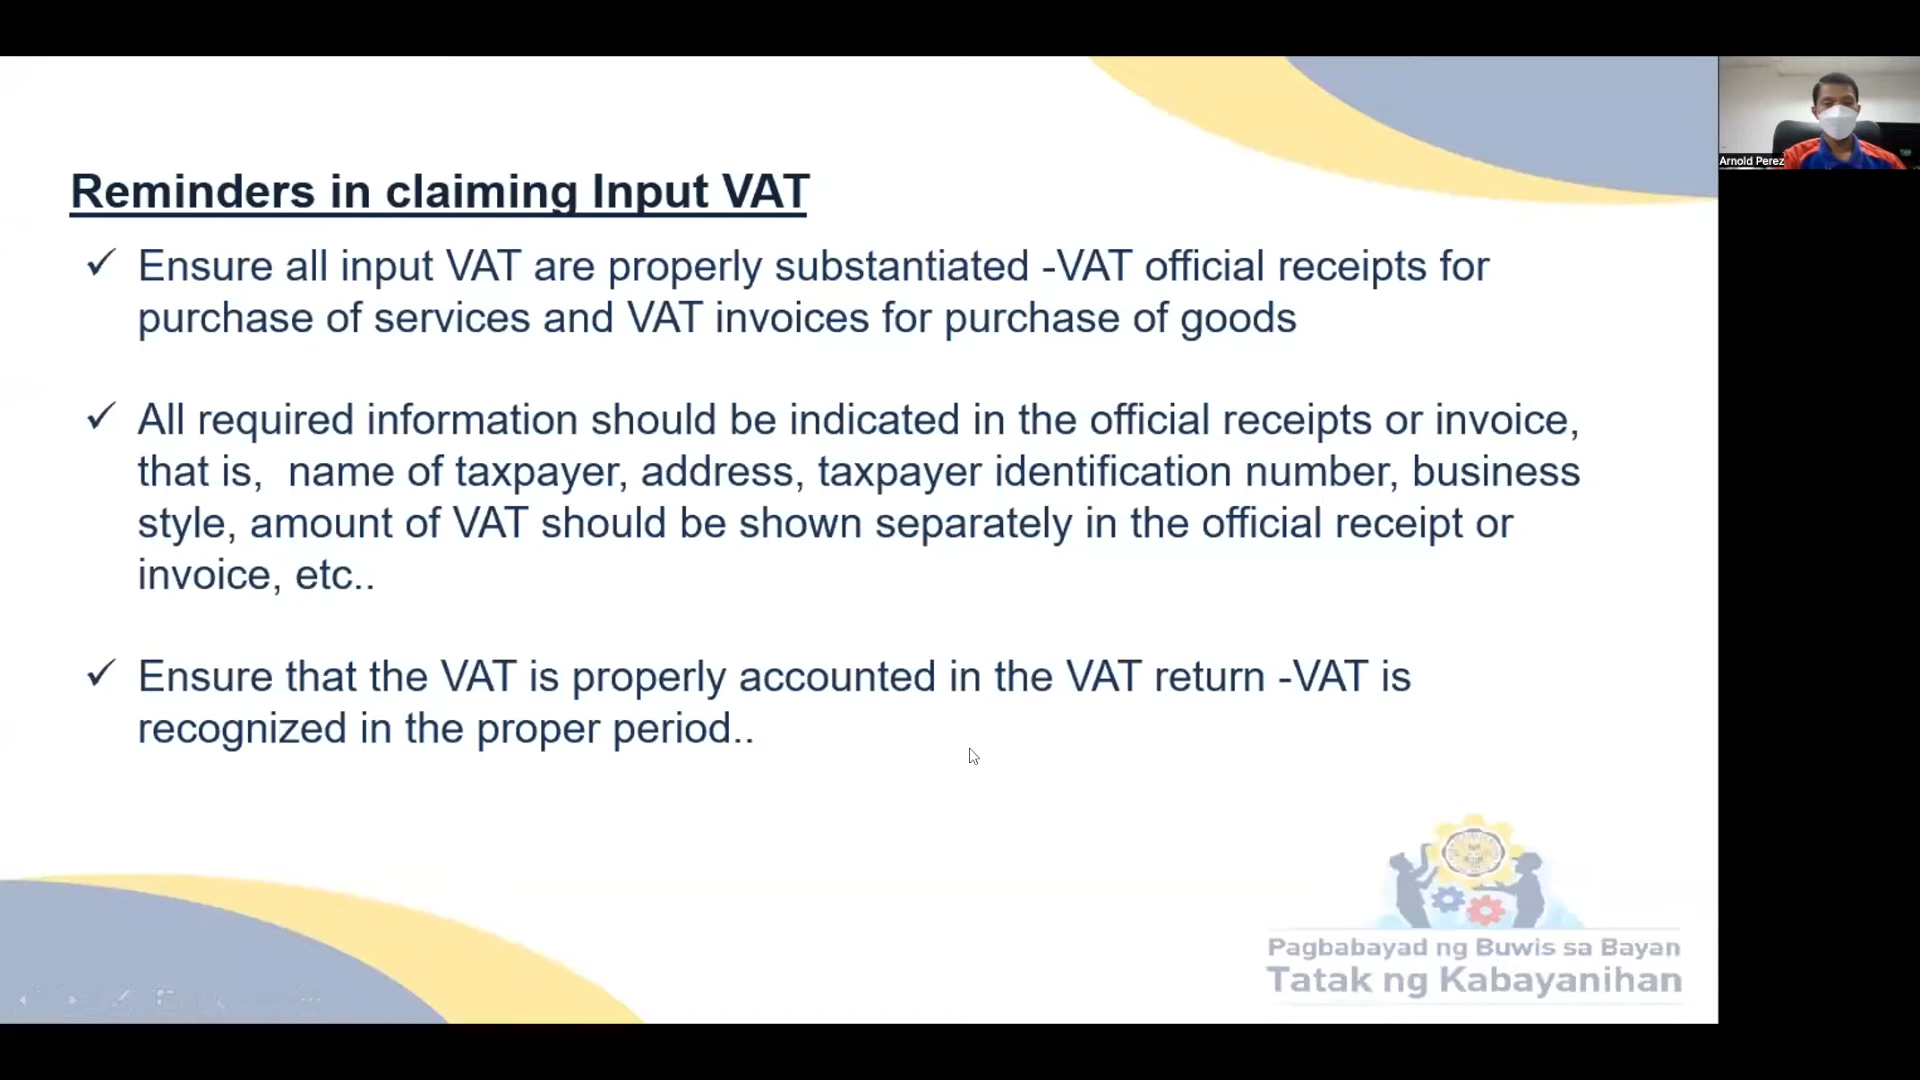 Reminders in claiming Input VAT
✓ Ensure all input VAT are properly substantiated -VAT official receipts for
purchase of services and VAT invoices for purchase of goods
✓ All required information should be indicated in the official receipts or invoice,
that is,  name of taxpayer, address, taxpayer identification number, business
style, amount of VAT should be shown separately in the official receipt or
invoice, etc..
✓ Ensure that the VAT is properly accounted in the VAT return -VAT is
recognized in the proper period..
Arnold Perez
Pagbabayad ng Buwis sa Bayan
Tatak ng Kabayanihan